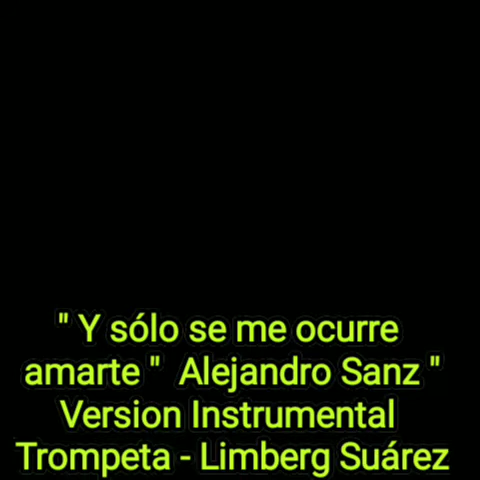 " Y sólo se me ocurre
amarte "  Alejandro Sanz "
Version Instrumental
Trompeta - Limberg Suárez